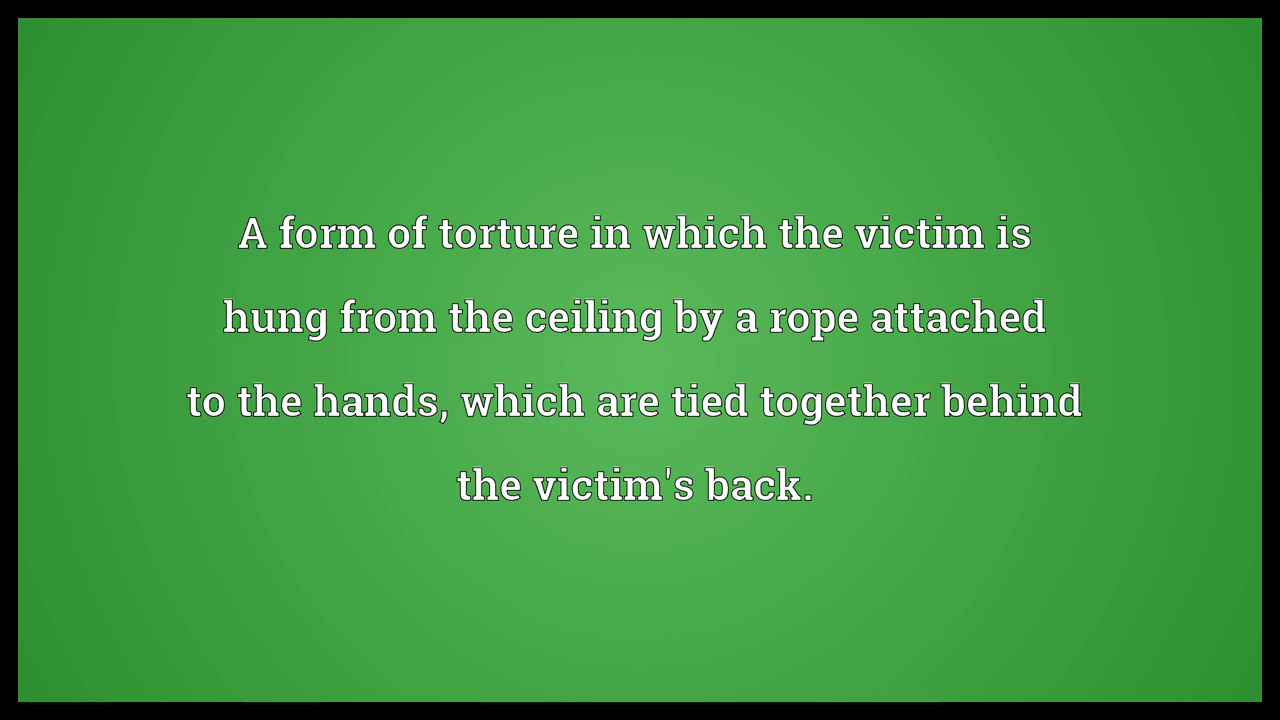 A form of torture in which the victim is
hung from the ceiling by a rope attached
to the hands, which are tied together behind
the victim's back.